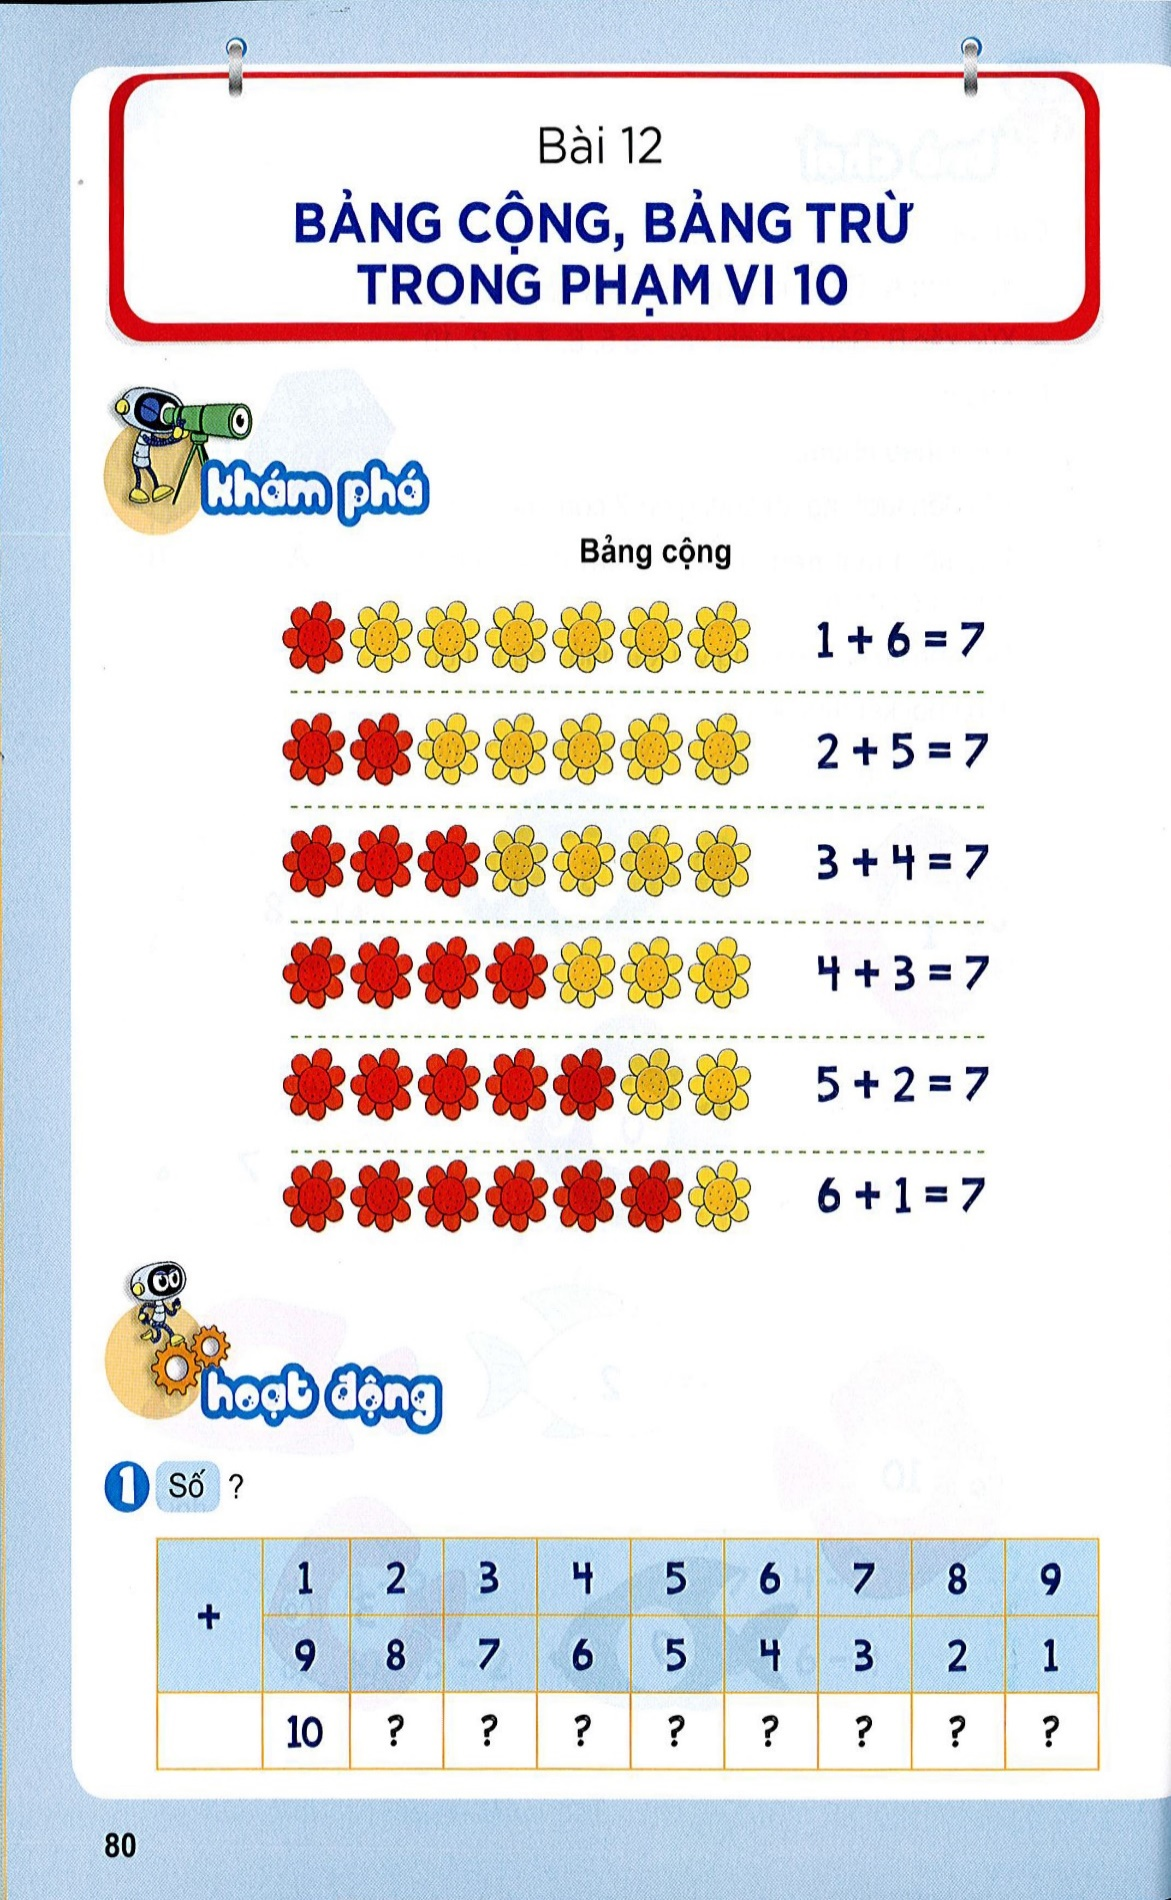 Bài 12
BẢNG CỘNG, BẢNG TRỪ
TRONG PHẠM VI 10
khám phá
Bảng cộng
1 + 6 = 7
2 + 5 = 7
3 + 4 = 7
4 + 3 = 7
5 + 2 = 7
6 + 1 = 7
hoạt động
1 Số ?
+ 1 2 3 4 5 6 7 8 9
9 8 7 6 5 4 3 2 1
10 ? ? ? ? ? ? ? ?
80